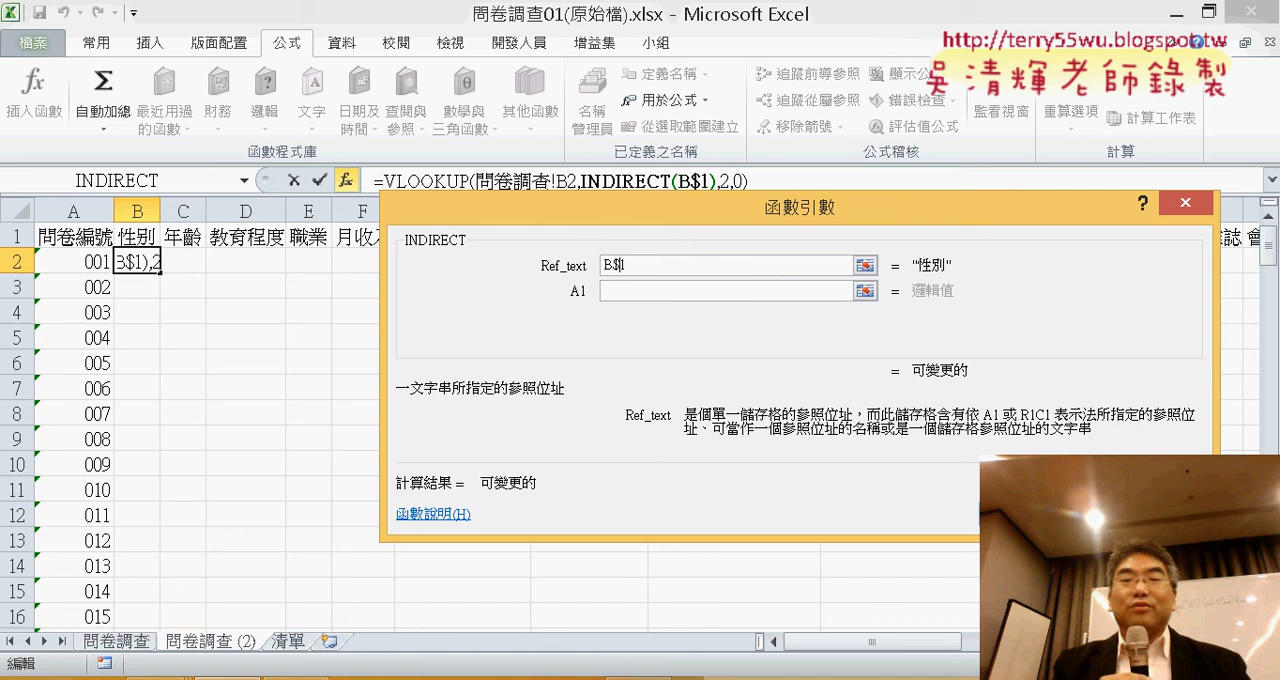 問卷調查01(原始檔).xlsx - Microsoft Excel
檔案 常用 插入 版面配置 公式 資料 校閱 檢視 開發人員 增益集 小組
http://terry55wu.blogspot.tw
吳清輝老師錄製
插入函數 自動加總 最近用過的函數 財務 邏輯 文字 日期及時間 查閱與參照 數學與三角函數 其他函數
名稱管理員 定義名稱 用於公式 從選取範圍建立
追蹤前導參照 追蹤從屬參照 移除箭號 錯誤檢查 評估值公式 監看視窗
重算選項 計算工作表
函數程式庫 已定義之名稱 公式稽核 計算
INDIRECT =VLOOKUP(問卷調查!B2,INDIRECT(B$1),2,0)
A B C D E F
1 問卷編號 性別 年齡 教育程度 職業
2 001 B$1),2
3 002
4 003
5 004
6 005
7 006
8 007
9 008
10 009
11 010
12 011
13 012
14 013
15 014
16 015
函數引數
INDIRECT
Ref_text B$1 = "性別"
A1 = 邏輯值
= 可變更的
一文字串所指定的參照位址
Ref_text 是個單一儲存格的參照位址，而此儲存格含有依 A1 或 R1C1 表示法所指定的參照位
址、可當作一個參照位址的名稱或是一個儲存格參照位址的文字串
計算結果 = 可變更的
函數說明(H)
問卷調查 問卷調查 (2) 清單
編輯